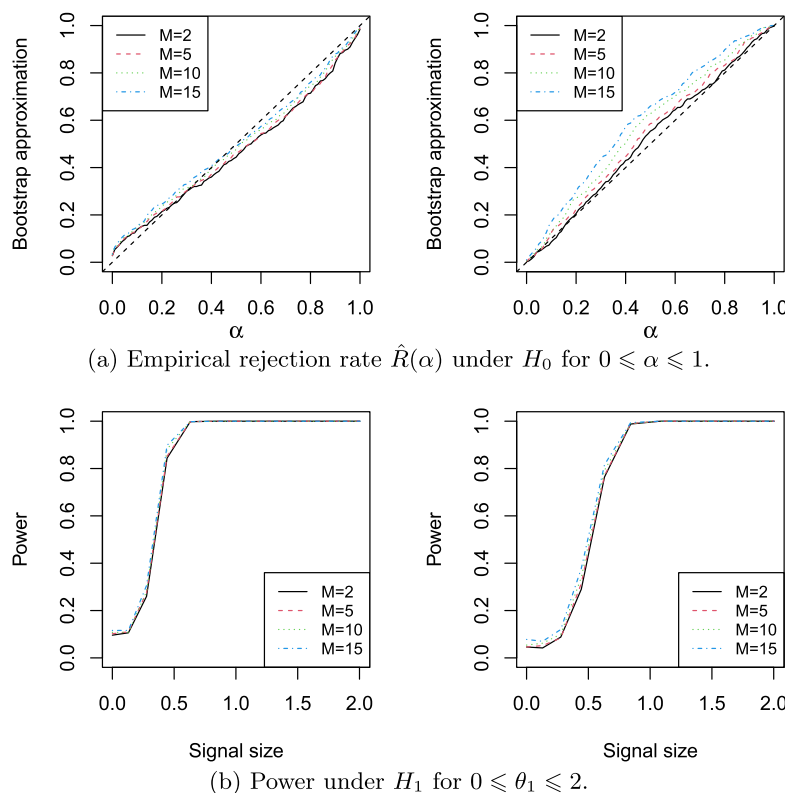 Bootstrap approximation
0.0 0.2 0.4 0.6 0.8 1.0
M=2
M=5
M=10
M=15
0.0 0.2 0.4 0.6 0.8 1.0
α
Bootstrap approximation
0.0 0.2 0.4 0.6 0.8 1.0
M=2
M=5
M=10
M=15
0.0 0.2 0.4 0.6 0.8 1.0
α
(a) Empirical rejection rate R̂(α) under H₀ for 0 ⩽ α ⩽ 1.
Power
0.0 0.2 0.4 0.6 0.8 1.0
M=2
M=5
M=10
M=15
0.0 0.5 1.0 1.5 2.0
Signal size
Power
0.0 0.2 0.4 0.6 0.8 1.0
M=2
M=5
M=10
M=15
0.0 0.5 1.0 1.5 2.0
Signal size
(b) Power under H₁ for 0 ⩽ θ₁ ⩽ 2.